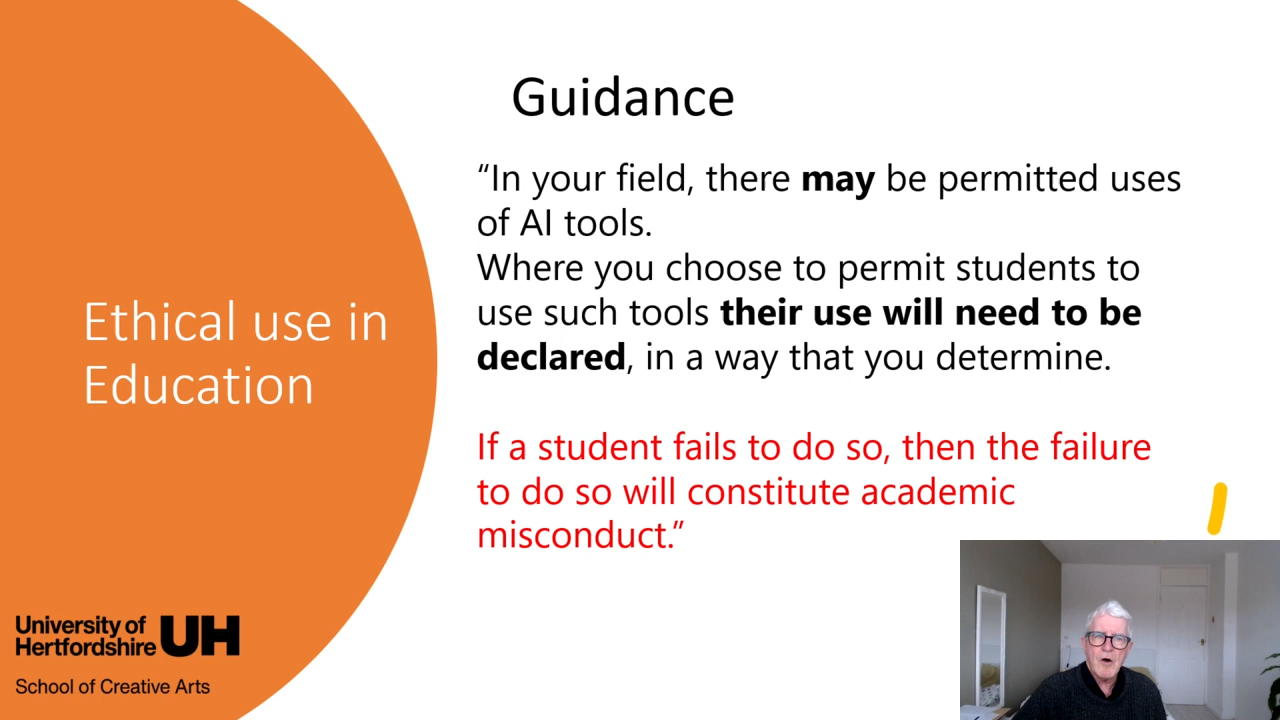 Guidance
“In your field, there may be permitted uses
of AI tools.
Where you choose to permit students to
use such tools their use will need to be
declared, in a way that you determine.
If a student fails to do so, then the failure
to do so will constitute academic
misconduct.”
Ethical use in
Education
University of
Hertfordshire UH
School of Creative Arts